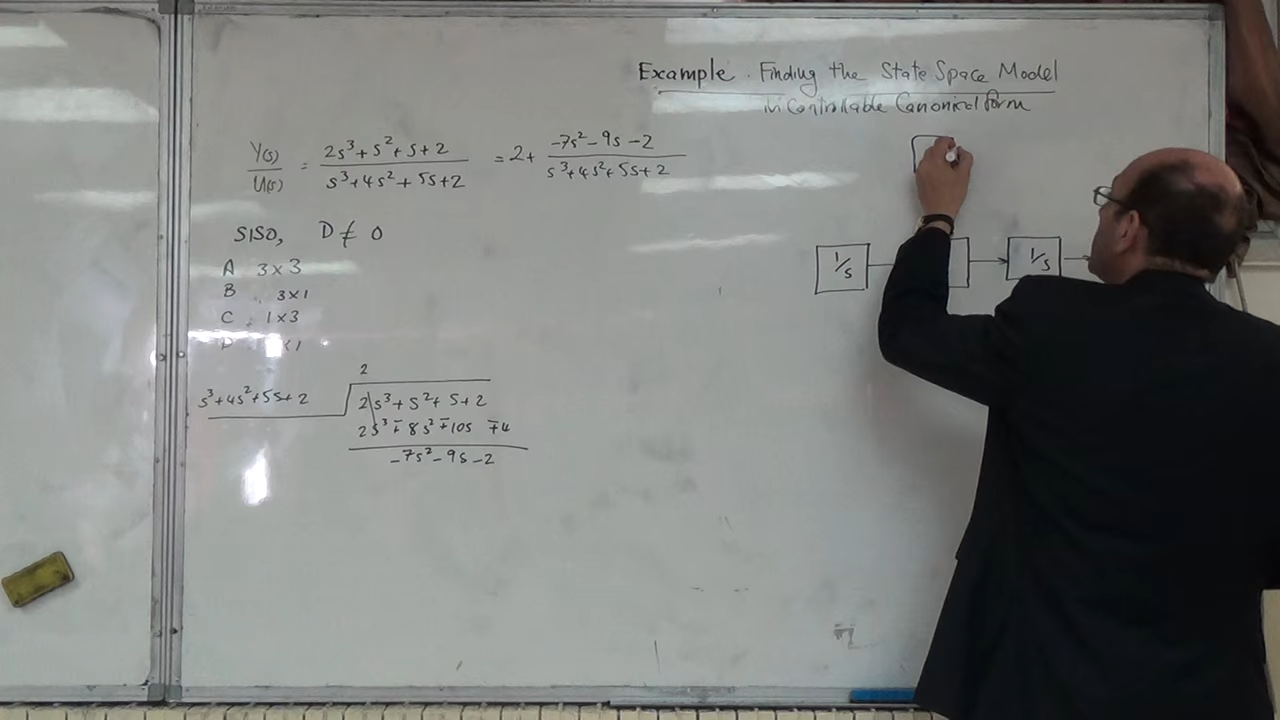 Example. Finding the State Space Model
in Controllable Canonical form
Y(s)/U(s) = (2s³+s²+s+2)/(s³+4s²+5s+2) = 2+ (-7s²-9s-2)/(s³+4s²+5s+2)
SISO, D ≠ 0
A 3×3
B 3×1
C 1×3
×1
2
s³+4s²+5s+2
2s³+s²+s+2
2s³ ∓ 8s² ∓ 10s ∓4
-7s²-9s-2
1/s
1/s